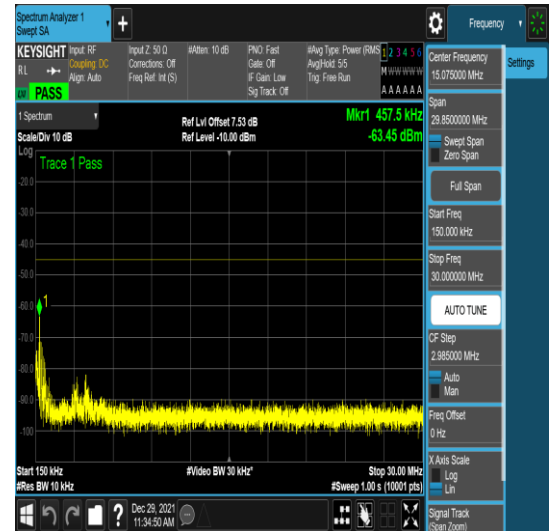 Spectrum Analyzer 1
Swept SA
+
Frequency
KEYSIGHT
RL
Input: RF
Coupling: DC
Align: Auto
Input Z: 50 Ω
Corrections: Off
Freq Ref: Int (S)
#Atten: 10 dB
PNO: Fast
Gate: Off
IF Gain: Low
Sig Track: Off
#Avg Type: Power (RMS
Avg|Hold: 5/5
Trig: Free Run
1 2 3 4 5 6
M W W W W W
A A A A A A
LXI
PASS
1 Spectrum
Scale/Div 10 dB
Ref Lvl Offset 7.53 dB
Ref Level -10.00 dBm
Mkr1 457.5 kHz
-63.45 dBm
Log
Trace 1 Pass
-20.0
-30.0
-40.0
-50.0
-60.0
1
-70.0
-80.0
-90.0
-100
Start 150 kHz
#Res BW 10 kHz
#Video BW 30 kHz*
Stop 30.00 MHz
#Sweep 1.00 s (10001 pts)
Dec 29, 2021
11:34:50 AM
?
Center Frequency
15.075000 MHz
Settings
Span
29.8500000 MHz
Swept Span
Zero Span
Full Span
Start Freq
150.000 kHz
Stop Freq
30.000000 MHz
AUTO TUNE
CF Step
2.985000 MHz
Auto
Man
Freq Offset
0 Hz
X Axis Scale
Log
Lin
Signal Track
(Span Zoom)